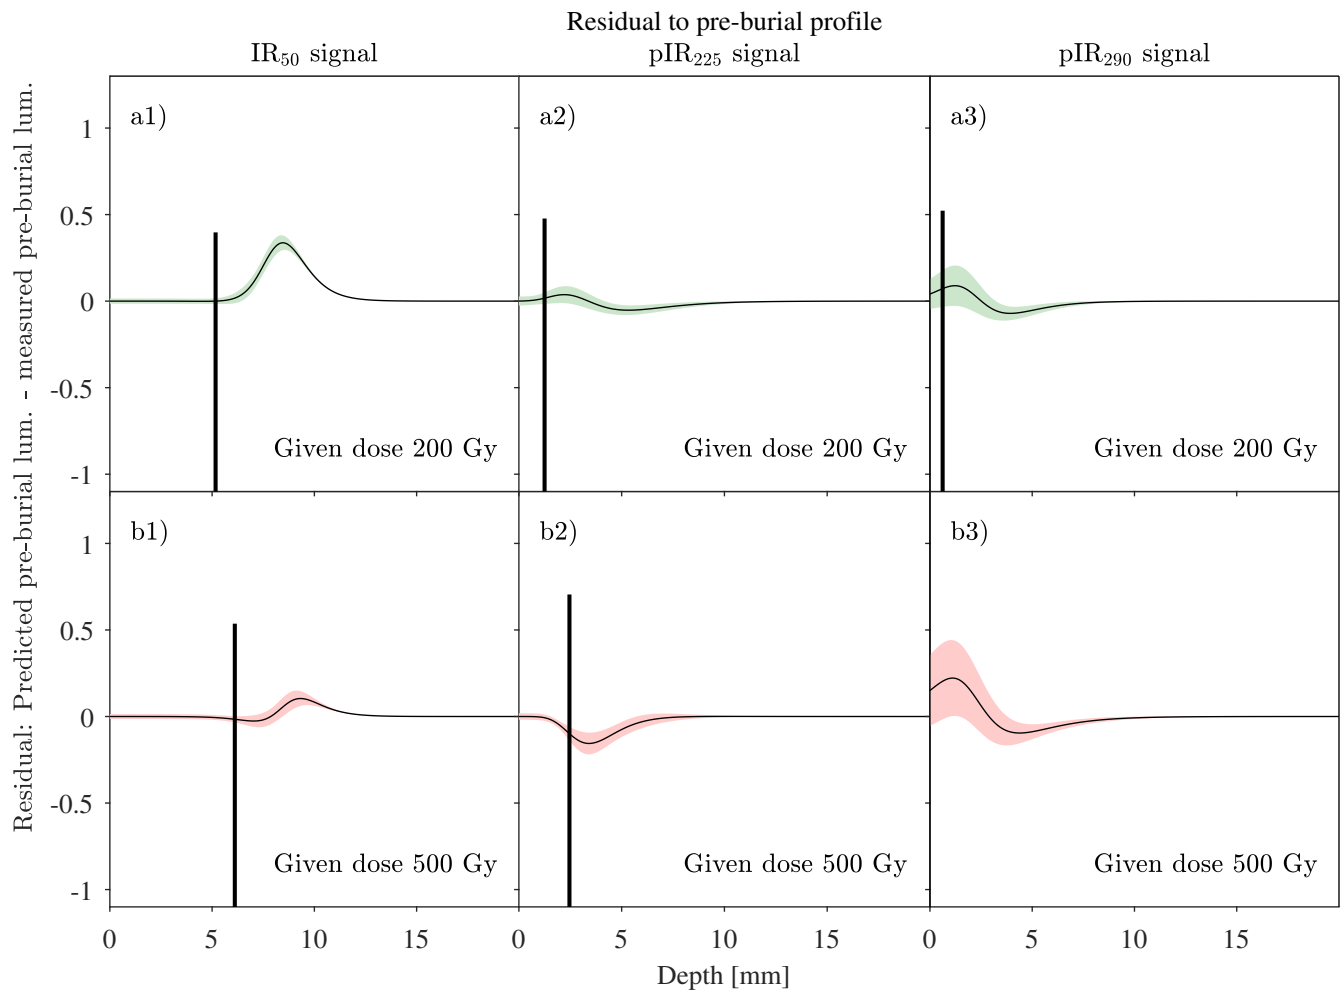 Residual to pre-burial profile
IR₅₀ signal
pIR₂₂₅ signal
pIR₂₉₀ signal
Residual: Predicted pre-burial lum. - measured pre-burial lum.
a1)
a2)
a3)
1
0.5
0
-0.5
-1
Given dose 200 Gy
Given dose 200 Gy
Given dose 200 Gy
b1)
b2)
b3)
1
0.5
0
-0.5
-1
Given dose 500 Gy
Given dose 500 Gy
Given dose 500 Gy
0 5 10 0 5 10 15 0 5 10 15
Depth [mm]